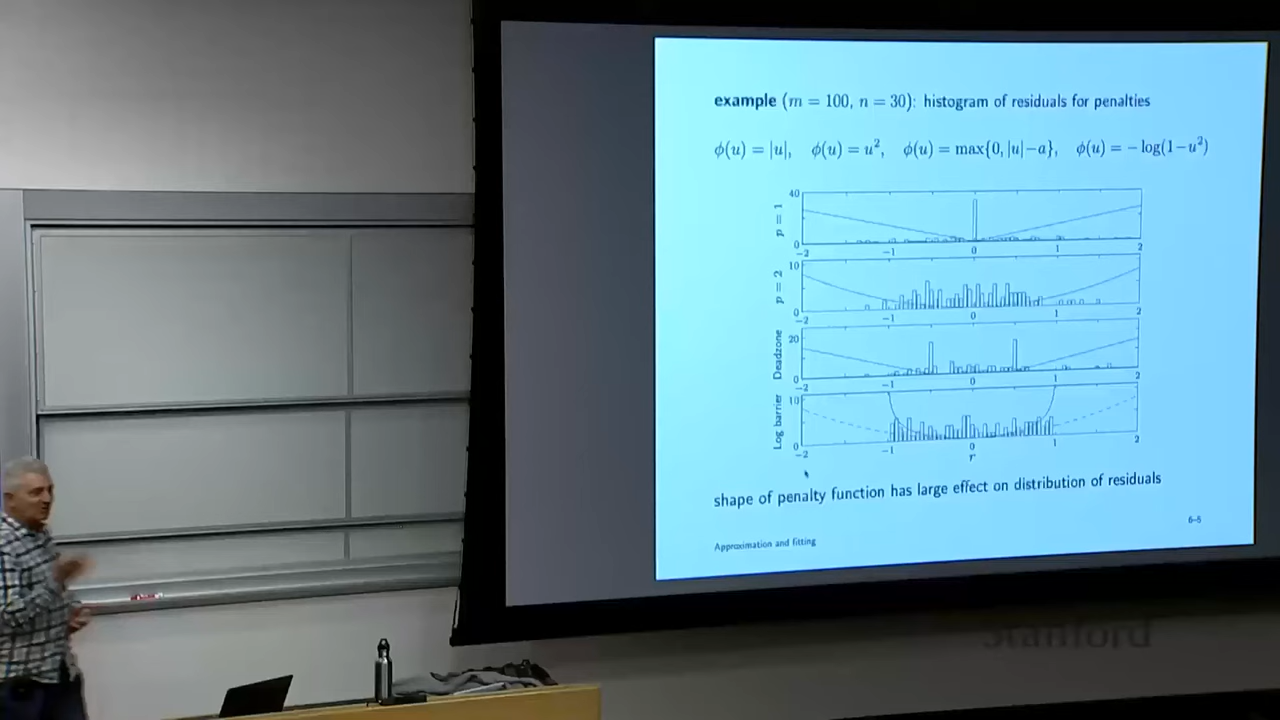 example (m = 100, n = 30): histogram of residuals for penalties
ϕ(u) = |u|, ϕ(u) = u², ϕ(u) = max{0, |u|−a}, ϕ(u) = − log(1−u²)
p = 1
40
0
−2 −1 0 1 2
p = 2
10
0
−2 −1 0 1 2
Deadzone
20
0
−2 −1 0 1 2
Log barrier
10
0
−2 −1 0 1 2
r
shape of penalty function has large effect on distribution of residuals
Approximation and fitting
6–5
Stanford